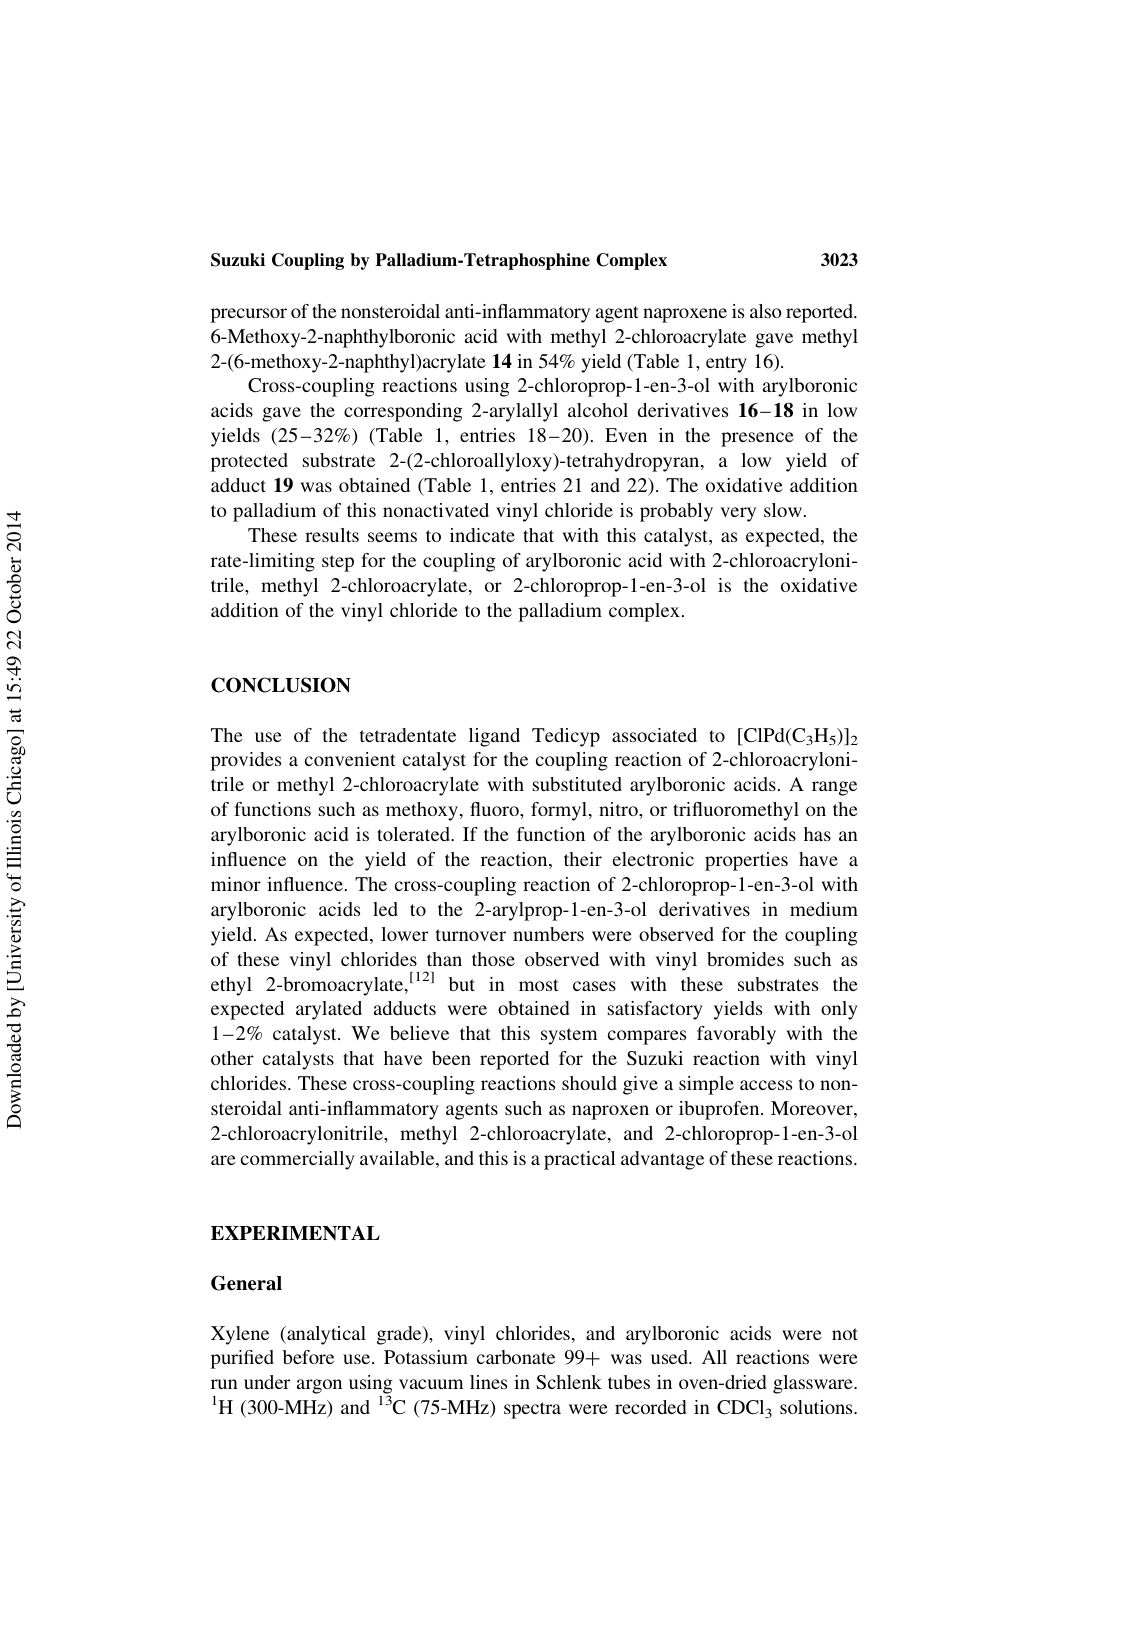 Suzuki Coupling by Palladium-Tetraphosphine Complex 3023
precursor of the nonsteroidal anti-inflammatory agent naproxene is also reported.
6-Methoxy-2-naphthylboronic acid with methyl 2-chloroacrylate gave methyl
2-(6-methoxy-2-naphthyl)acrylate 14 in 54% yield (Table 1, entry 16).
Cross-coupling reactions using 2-chloroprop-1-en-3-ol with arylboronic
acids gave the corresponding 2-arylallyl alcohol derivatives 16–18 in low
yields (25–32%) (Table 1, entries 18–20). Even in the presence of the
protected substrate 2-(2-chloroallyloxy)-tetrahydropyran, a low yield of
adduct 19 was obtained (Table 1, entries 21 and 22). The oxidative addition
to palladium of this nonactivated vinyl chloride is probably very slow.
These results seems to indicate that with this catalyst, as expected, the
rate-limiting step for the coupling of arylboronic acid with 2-chloroacryloni-
trile, methyl 2-chloroacrylate, or 2-chloroprop-1-en-3-ol is the oxidative
addition of the vinyl chloride to the palladium complex.
CONCLUSION
The use of the tetradentate ligand Tedicyp associated to [ClPd(C₃H₅)]₂
provides a convenient catalyst for the coupling reaction of 2-chloroacryloni-
trile or methyl 2-chloroacrylate with substituted arylboronic acids. A range
of functions such as methoxy, fluoro, formyl, nitro, or trifluoromethyl on the
arylboronic acid is tolerated. If the function of the arylboronic acids has an
influence on the yield of the reaction, their electronic properties have a
minor influence. The cross-coupling reaction of 2-chloroprop-1-en-3-ol with
arylboronic acids led to the 2-arylprop-1-en-3-ol derivatives in medium
yield. As expected, lower turnover numbers were observed for the coupling
of these vinyl chlorides than those observed with vinyl bromides such as
ethyl 2-bromoacrylate,[12] but in most cases with these substrates the
expected arylated adducts were obtained in satisfactory yields with only
1–2% catalyst. We believe that this system compares favorably with the
other catalysts that have been reported for the Suzuki reaction with vinyl
chlorides. These cross-coupling reactions should give a simple access to non-
steroidal anti-inflammatory agents such as naproxen or ibuprofen. Moreover,
2-chloroacrylonitrile, methyl 2-chloroacrylate, and 2-chloroprop-1-en-3-ol
are commercially available, and this is a practical advantage of these reactions.
EXPERIMENTAL
General
Xylene (analytical grade), vinyl chlorides, and arylboronic acids were not
purified before use. Potassium carbonate 99+ was used. All reactions were
run under argon using vacuum lines in Schlenk tubes in oven-dried glassware.
¹H (300-MHz) and ¹³C (75-MHz) spectra were recorded in CDCl₃ solutions.
Downloaded by [University of Illinois Chicago] at 15:49 22 October 2014